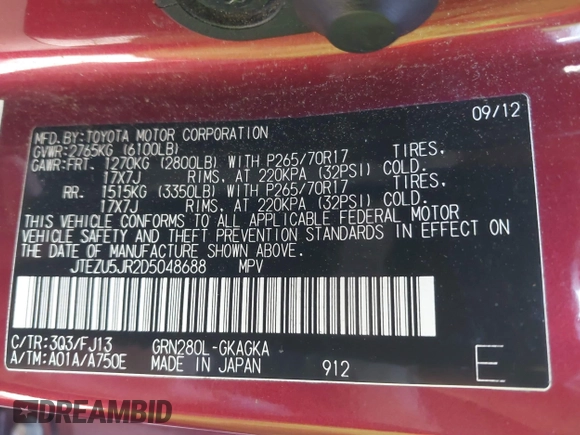 09/12
MFD. BY:TOYOTA MOTOR CORPORATION
GVWR:2765KG (6100LB)
GAWR:FRT. 1270KG (2800LB) WITH P265/70R17 TIRES,
17X7J RIMS, AT 220KPA (32PSI) COLD.
RR. 1515KG (3350LB) WITH P265/70R17 TIRES,
17X7J RIMS, AT 220KPA (32PSI) COLD.
THIS VEHICLE CONFORMS TO ALL APPLICABLE FEDERAL MOTOR
VEHICLE SAFETY AND THEFT PREVENTION STANDARDS IN EFFECT ON
THE DATE OF MANUFACTURE SHOWN ABOVE.
JTEZU5JR2D5048688 MPV
C/TR:3Q3/FJ13 GRN280L-GKAGKA
A/TM:A01A/A750E MADE IN JAPAN 912 E
DREAMBID